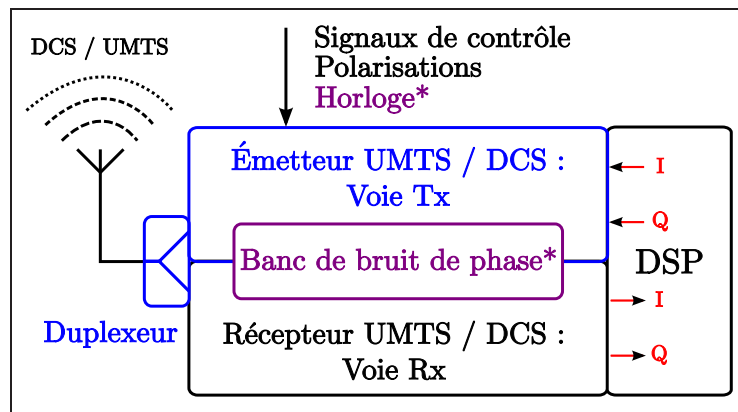 DCS / UMTS
Signaux de contrôle
Polarisations
Horloge*
Émetteur UMTS / DCS :
Voie Tx
I
Q
Banc de bruit de phase*
DSP
Duplexeur
I
Récepteur UMTS / DCS :
Voie Rx
Q